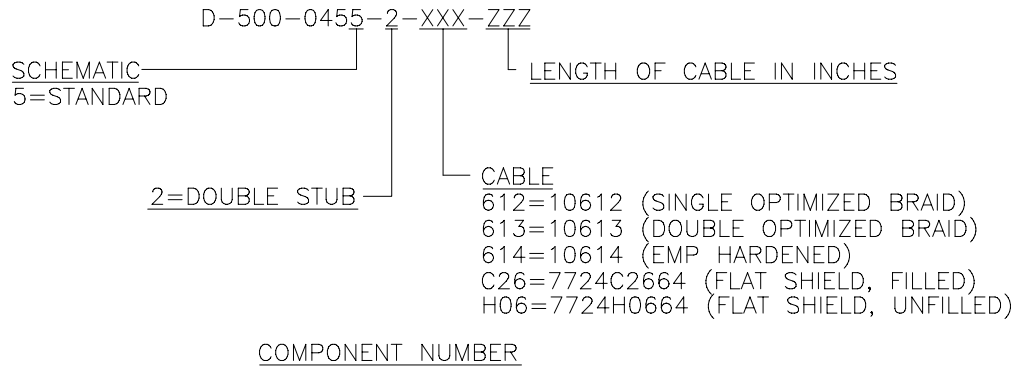 D-500-0455-2-XXX-ZZZ
SCHEMATIC
5=STANDARD
LENGTH OF CABLE IN INCHES
2=DOUBLE STUB
CABLE
612=10612 (SINGLE OPTIMIZED BRAID)
613=10613 (DOUBLE OPTIMIZED BRAID)
614=10614 (EMP HARDENED)
C26=7724C2664 (FLAT SHIELD, FILLED)
H06=7724H0664 (FLAT SHIELD, UNFILLED)
COMPONENT NUMBER